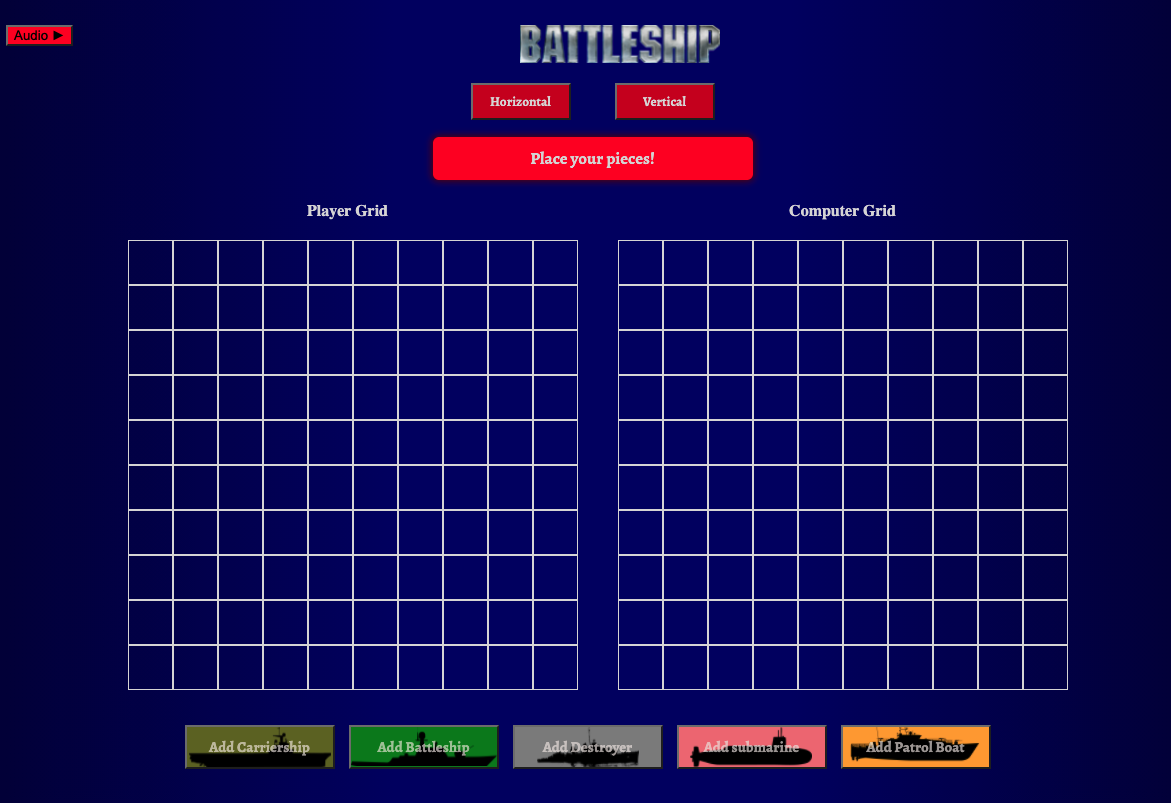 Audio ►
BATTLESHIP
Horizontal
Vertical
Place your pieces!
Player Grid
Computer Grid
Add Carriership
Add Battleship
Add Destroyer
Add submarine
Add Patrol Boat